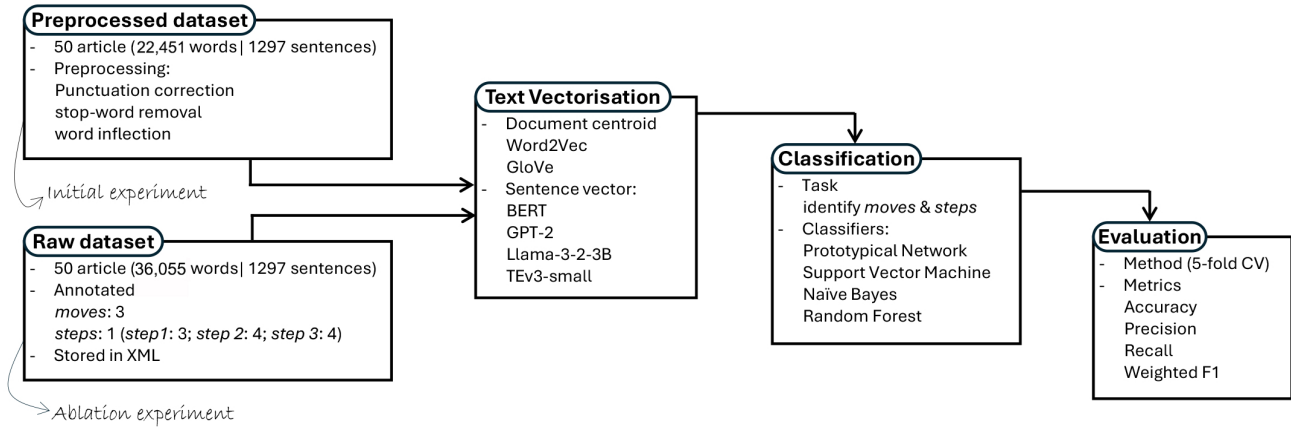 Preprocessed dataset
- 50 article (22,451 words| 1297 sentences)
- Preprocessing:
Punctuation correction
stop-word removal
word inflection
Initial experiment
Raw dataset
- 50 article (36,055 words| 1297 sentences)
- Annotated
moves: 3
steps: 1 (step1: 3; step 2: 4; step 3: 4)
- Stored in XML
Ablation experiment
Text Vectorisation
- Document centroid
Word2Vec
GloVe
- Sentence vector:
BERT
GPT-2
Llama-3-2-3B
TEv3-small
Classification
- Task
identify moves & steps
- Classifiers:
Prototypical Network
Support Vector Machine
Naïve Bayes
Random Forest
Evaluation
- Method (5-fold CV)
- Metrics
Accuracy
Precision
Recall
Weighted F1